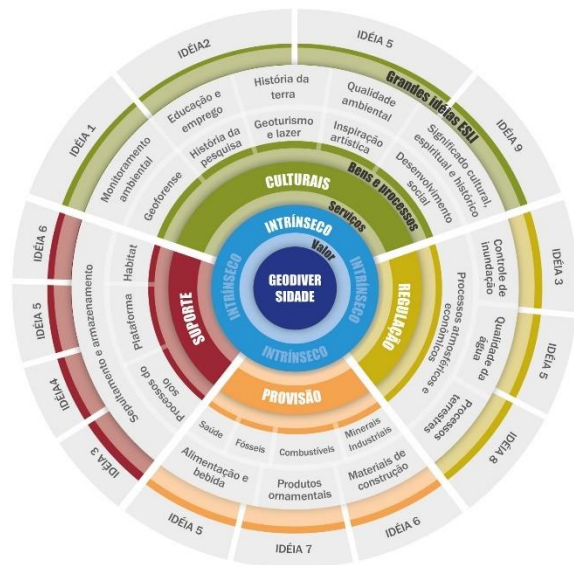 IDÉIA 1
IDÉIA2
IDÉIA 5
IDÉIA 9
Grandes idéias ESLI
Monitoramento
ambiental
Educação e
emprego
História da
terra
Qualidade
ambiental
Significado cultural,
espiritual e histórico
Geoforense
História da
pesquisa
Geoturismo e lazer
Inspiração
artística
Desenvolvimento
social
Bens e processos
CULTURAIS
Serviços
INTRÍNSECO
Valor
INTRÍNSECO
INTRÍNSECO
INTRÍNSECO
GEODIVER
SIDADE
IDÉIA 6
IDÉIA 5
IDÉIA4
IDÉIA 3
Sepultamento e armazenamento
Habitat
Plataforma
Processos do
solo
SUPORTE
REGULAÇÃO
Processos atmosféricos e
econômicos
Controle de
inundação
Qualidade da
água
Processos
terrestres
IDÉIA 3
IDÉIA 5
IDÉIA 8
PROVISÃO
Saúde
Fósseis
Combustíveis
Minerais
Industriais
Alimentação e
bebida
Produtos
ornamentais
Materiais de
construção
IDÉIA 5
IDÉIA 7
IDÉIA 6